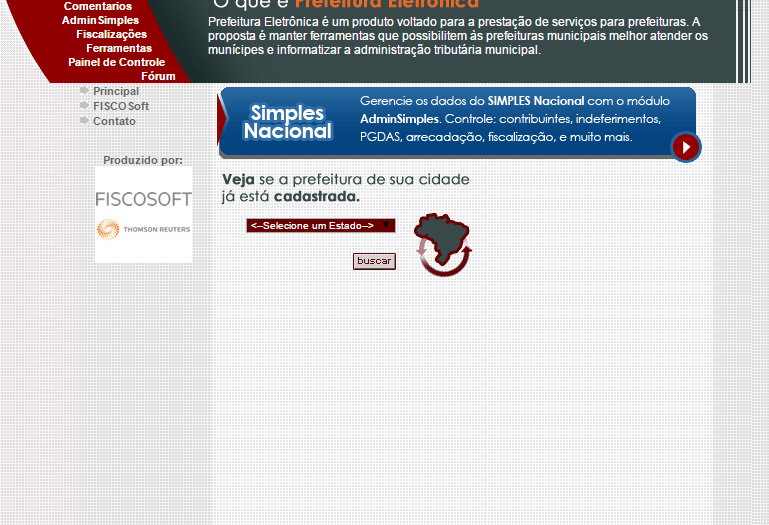 O que é Prefeitura Eletrônica
Comentarios
AdminSimples
Fiscalizações
Ferramentas
Painel de Controle
Fórum
Prefeitura Eletrônica é um produto voltado para a prestação de serviços para prefeituras. A
proposta é manter ferramentas que possibilitem às prefeituras municipais melhor atender os
munícipes e informatizar a administração tributária municipal.
Principal
FISCOSoft
Contato
Produzido por:
FISCOSOFT
THOMSON REUTERS
Simples
Nacional
Gerencie os dados do SIMPLES Nacional com o módulo
AdminSimples. Controle: contribuintes, indeferimentos,
PGDAS, arrecadação, fiscalização, e muito mais.
Veja se a prefeitura de sua cidade
já está cadastrada.
<--Selecione um Estado-->
buscar